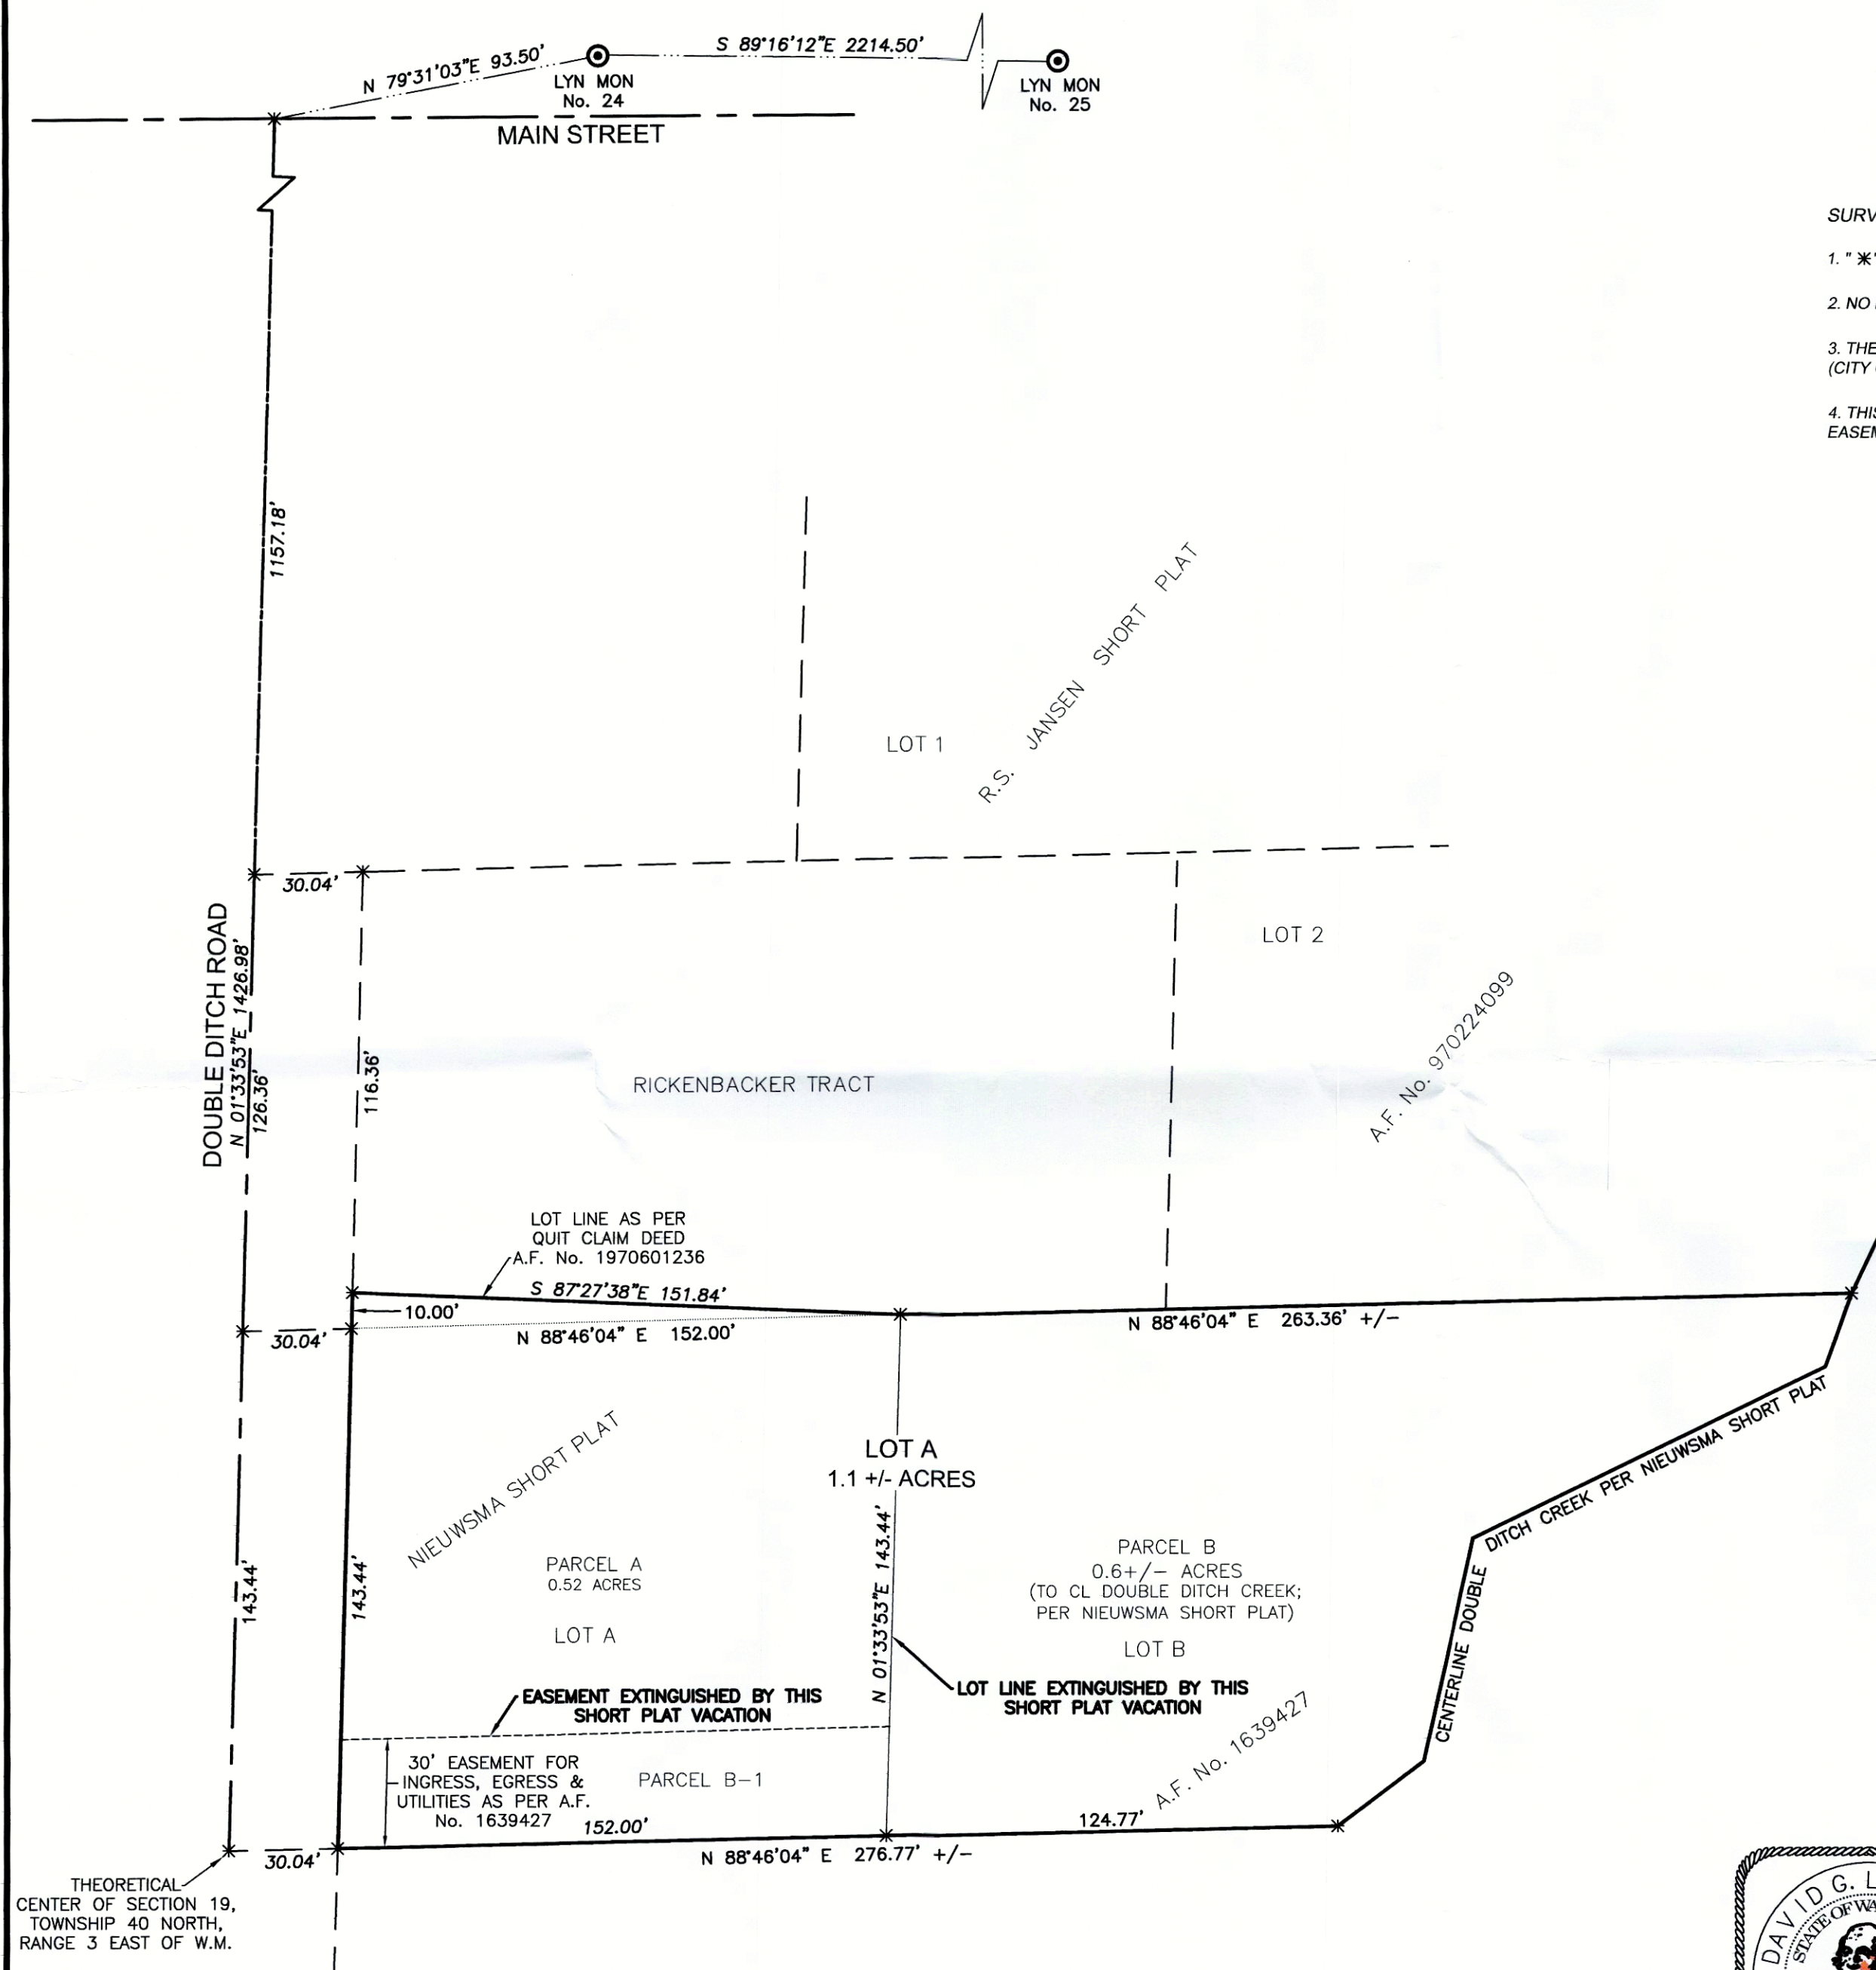 N 79°31'03"E 93.50'
S 89°16'12"E 2214.50'
LYN MON
No. 24
LYN MON
No. 25
MAIN STREET
1. "✳"
2. NO
3. THE
(CITY
1157.18'
R.S. JANSEN SHORT PLAT
LOT 1
30.04'
LOT 2
DOUBLE DITCH ROAD
N 01°33'53"E 1426.98'
126.36'
116.36'
RICKENBACKER TRACT
A.F. No. 970224099
LOT LINE AS PER
QUIT CLAIM DEED
A.F. No. 1970601236
S 87°27'38"E 151.84'
10.00'
30.04'
N 88°46'04" E 152.00'
N 88°46'04" E 263.36' +/-
NIEUWSMA SHORT PLAT
LOT A
1.1 +/- ACRES
CENTERLINE DOUBLE DITCH CREEK PER NIEUWSMA SHORT PLAT
143.44'
143.44'
PARCEL A
0.52 ACRES
LOT A
N 01°33'53"E 143.44'
PARCEL B
0.6+/- ACRES
(TO CL DOUBLE DITCH CREEK;
PER NIEUWSMA SHORT PLAT)
LOT B
EASEMENT EXTINGUISHED BY THIS
SHORT PLAT VACATION
LOT LINE EXTINGUISHED BY THIS
SHORT PLAT VACATION
A.F. No. 1639427
30' EASEMENT FOR
INGRESS, EGRESS &
UTILITIES AS PER A.F.
No. 1639427
PARCEL B-1
152.00'
124.77'
N 88°46'04" E 276.77' +/-
30.04'
THEORETICAL
CENTER OF SECTION 19,
TOWNSHIP 40 NORTH,
RANGE 3 EAST OF W.M.
DAVID G.
STATE OF